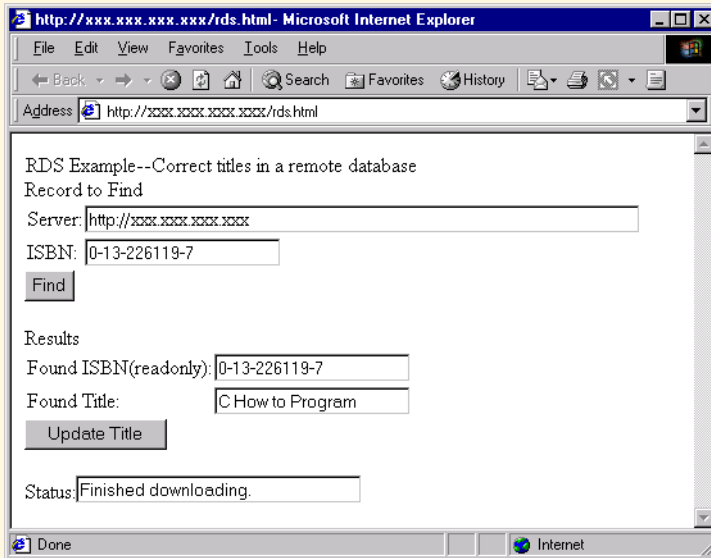 http://xxx.xxx.xxx.xxx/rds.html- Microsoft Internet Explorer
File Edit View Favorites Tools Help
Back Search Favorites History
Address http://xxx.xxx.xxx.xxx/rds.html
RDS Example--Correct titles in a remote database
Record to Find
Server: http://xxx.xxx.xxx.xxx
ISBN: 0-13-226119-7
Find
Results
Found ISBN(readonly): 0-13-226119-7
Found Title: C How to Program
Update Title
Status: Finished downloading.
Done Internet